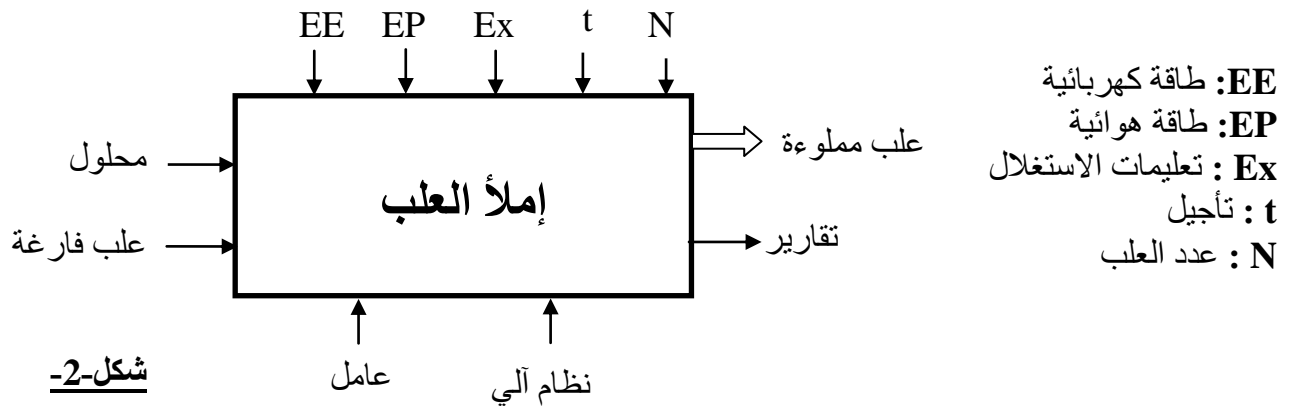 EE EP Ex t N
EE: طاقة كهربائية
EP: طاقة هوائية
Ex : تعليمات الاستغلال
t : تأجيل
N : عدد العلب
محلول
علب فارغة
إملأ العلب
علب مملوءة
تقارير
عامل
نظام آلي
شكل-2-